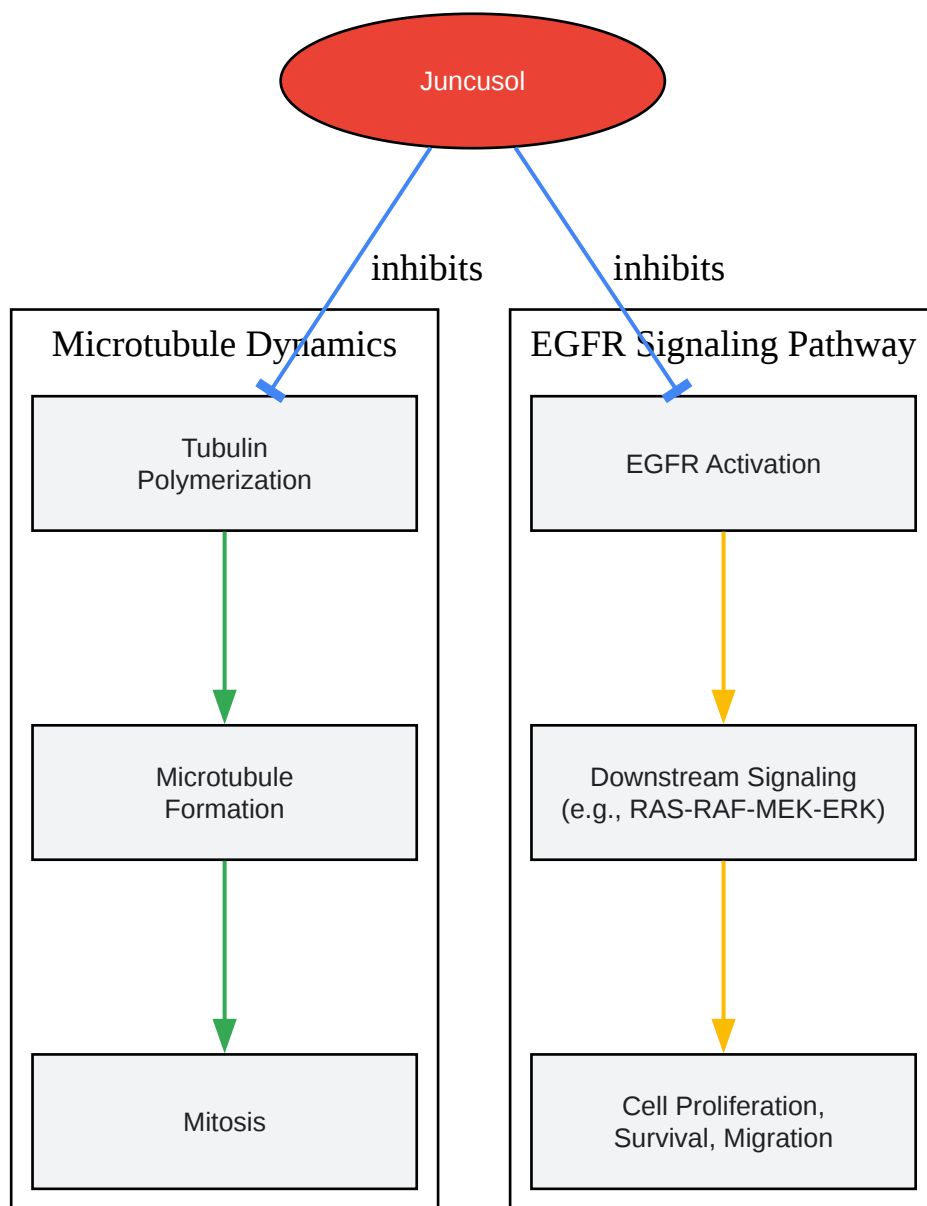 Juncusol
inhibits
inhibits
Microtubule Dynamics
Tubulin
Polymerization
Microtubule
Formation
Mitosis
EGFR Signaling Pathway
EGFR Activation
Downstream Signaling
(e.g., RAS-RAF-MEK-ERK)
Cell Proliferation,
Survival, Migration